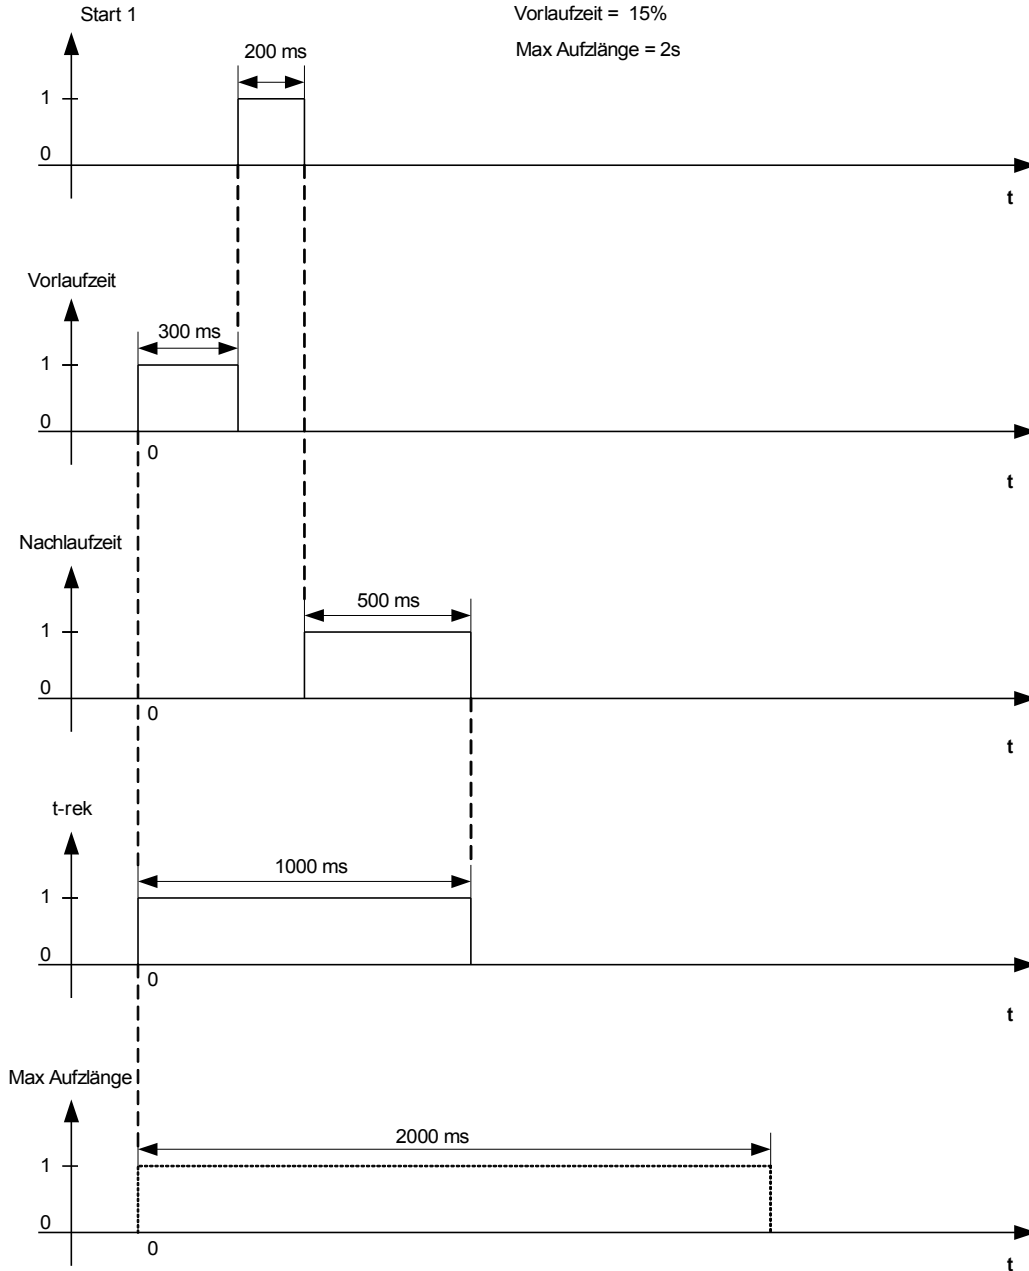 Start 1
Vorlaufzeit = 15%
Max Aufzlänge = 2s
200 ms
1
0
t
Vorlaufzeit
300 ms
1
0
0
t
Nachlaufzeit
500 ms
1
0
0
t
t-rek
1000 ms
1
0
0
t
Max Aufzlänge
2000 ms
1
0
0
t